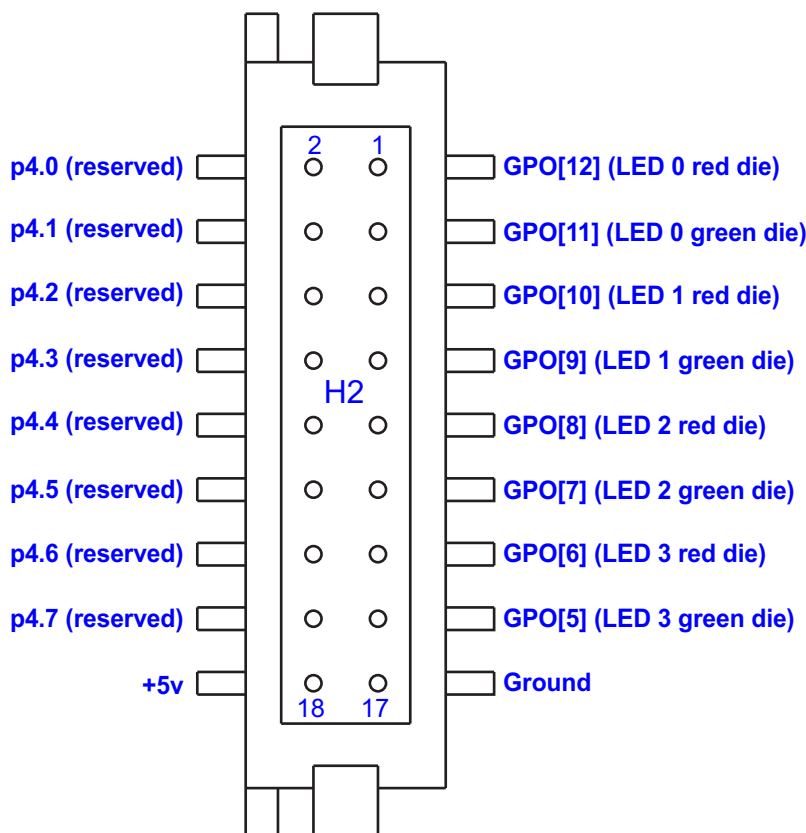 2 1
p4.0 (reserved) GPO[12] (LED 0 red die)
p4.1 (reserved) GPO[11] (LED 0 green die)
p4.2 (reserved) GPO[10] (LED 1 red die)
p4.3 (reserved) GPO[9] (LED 1 green die)
H2
p4.4 (reserved) GPO[8] (LED 2 red die)
p4.5 (reserved) GPO[7] (LED 2 green die)
p4.6 (reserved) GPO[6] (LED 3 red die)
p4.7 (reserved) GPO[5] (LED 3 green die)
+5v Ground
18 17